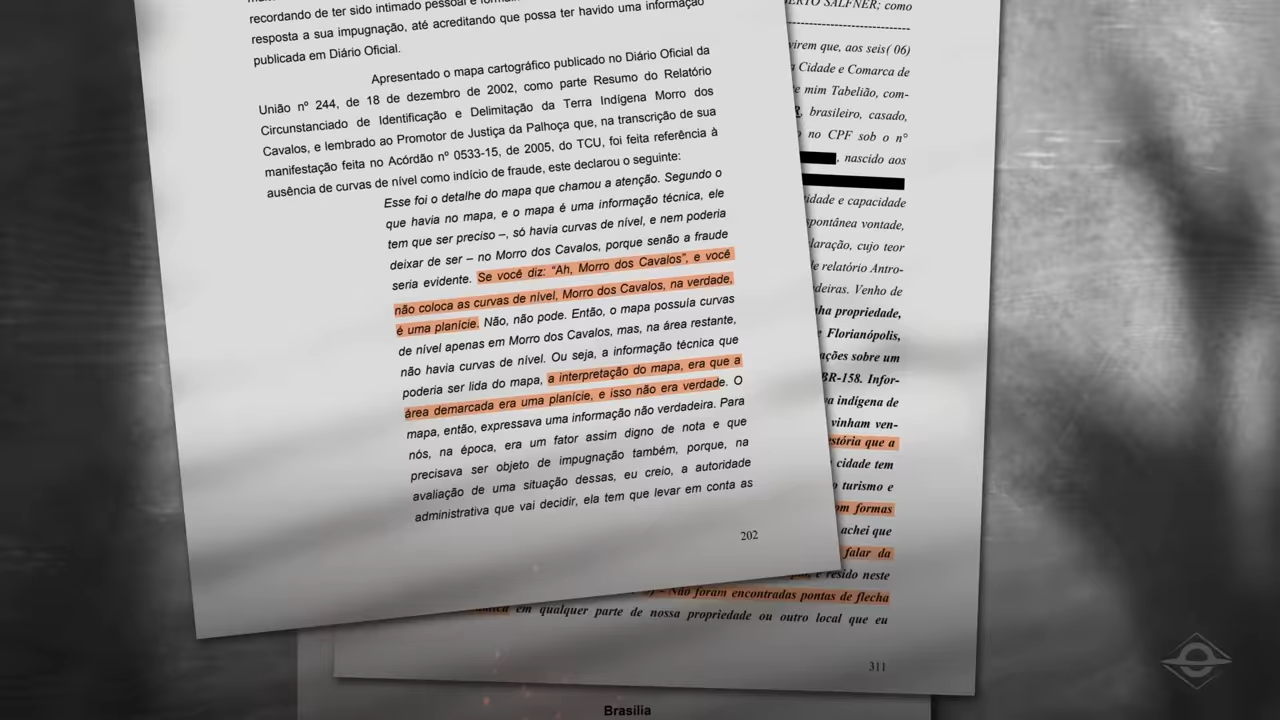 recordando de ter sido intimado pessoal e
resposta a sua impugnação, até acreditando que possa ter havido uma informação
publicada em Diário Oficial.
Apresentado o mapa cartográfico publicado no Diário Oficial da
União nº 244, de 18 de dezembro de 2002, como parte Resumo do Relatório
Circunstanciado de Identificação e Delimitação da Terra Indígena Morro dos
Cavalos, e lembrado ao Promotor de Justiça da Palhoça que, na transcrição de sua
manifestação feita no Acórdão nº 0533-15, de 2005, do TCU, foi feita referência à
ausência de curvas de nível como indício de fraude, este declarou o seguinte:
Esse foi o detalhe do mapa que chamou a atenção. Segundo o
que havia no mapa, e o mapa é uma informação técnica, ele
tem que ser preciso –, só havia curvas de nível, e nem poderia
deixar de ser – no Morro dos Cavalos, porque senão a fraude
seria evidente. Se você diz: “Ah, Morro dos Cavalos”, e você
não coloca as curvas de nível, Morro dos Cavalos, na verdade,
é uma planície. Não, não pode. Então, o mapa possuía curvas
de nível apenas em Morro dos Cavalos, mas, na área restante,
não havia curvas de nível. Ou seja, a informação técnica que
poderia ser lida do mapa, a interpretação do mapa, era que a
área demarcada era uma planície, e isso não era verdade. O
mapa, então, expressava uma informação não verdadeira. Para
nós, na época, era um fator assim digno de nota e que
precisava ser objeto de impugnação também, porque, na
avaliação de uma situação dessas, eu creio, a autoridade
administrativa que vai decidir, ela tem que levar em conta as
202
SALFNER; como
virem que, aos seis( 06)
a Cidade e Comarca de
e mim Tabelião, com-
, brasileiro, casado,
no CPF sob o n°
, nascido aos
idade e capacidade
pontânea vontade,
laração, cujo teor
de relatório Antro-
deiras. Venho de
nha propriedade,
e Florianópolis,
ações sobre um
BR-158. Infor-
va indígena de
vinham ven-
estória que a
cidade tem
o turismo e
om formas
achei que
falar da
e resido neste
Não foram encontradas pontas de flecha
em qualquer parte de nossa propriedade ou outro local que eu
311
Brasília